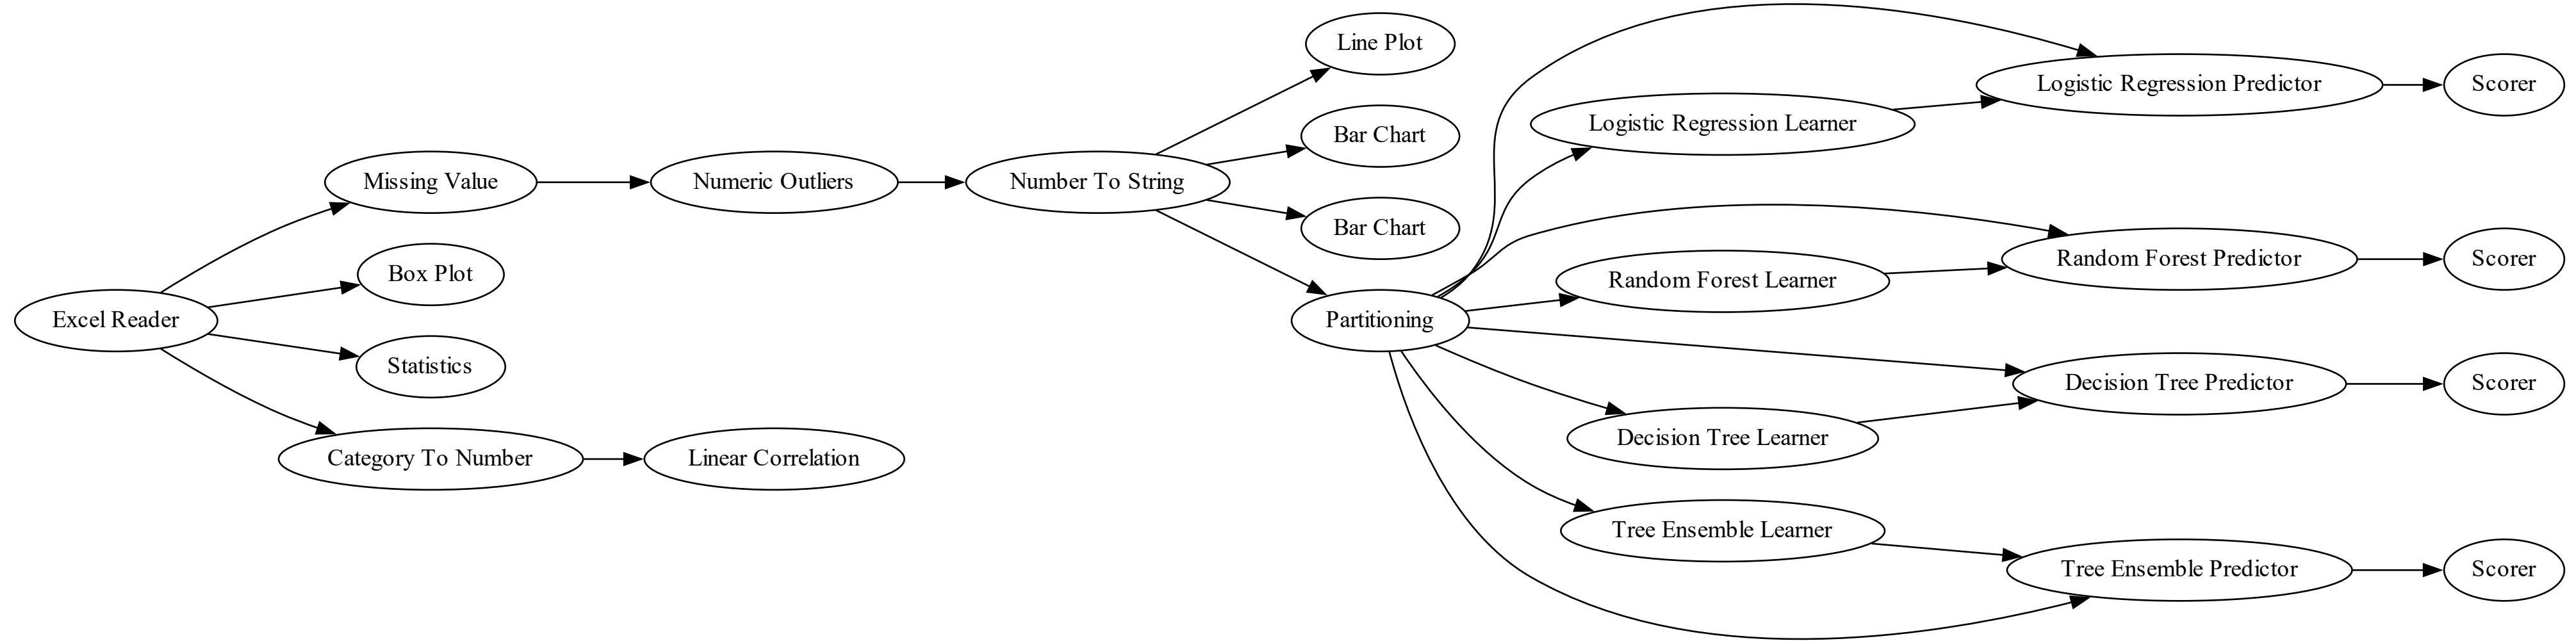 Excel Reader
Missing Value
Box Plot
Statistics
Category To Number
Numeric Outliers
Linear Correlation
Number To String
Line Plot
Bar Chart
Bar Chart
Partitioning
Logistic Regression Learner
Random Forest Learner
Decision Tree Learner
Tree Ensemble Learner
Logistic Regression Predictor
Random Forest Predictor
Decision Tree Predictor
Tree Ensemble Predictor
Scorer
Scorer
Scorer
Scorer